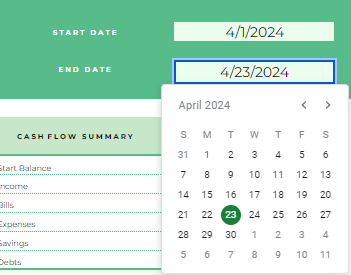 START DATE 4/1/2024
END DATE 4/23/2024
April 2024
S M T W T F S
31 1 2 3 4 5 6
7 8 9 10 11 12 13
14 15 16 17 18 19 20
21 22 23 24 25 26 27
28 29 30 1 2 3 4
5 6 7 8 9 10 11
CASH FLOW SUMMARY
Start Balance
Income
Bills
Expenses
Savings
Debts